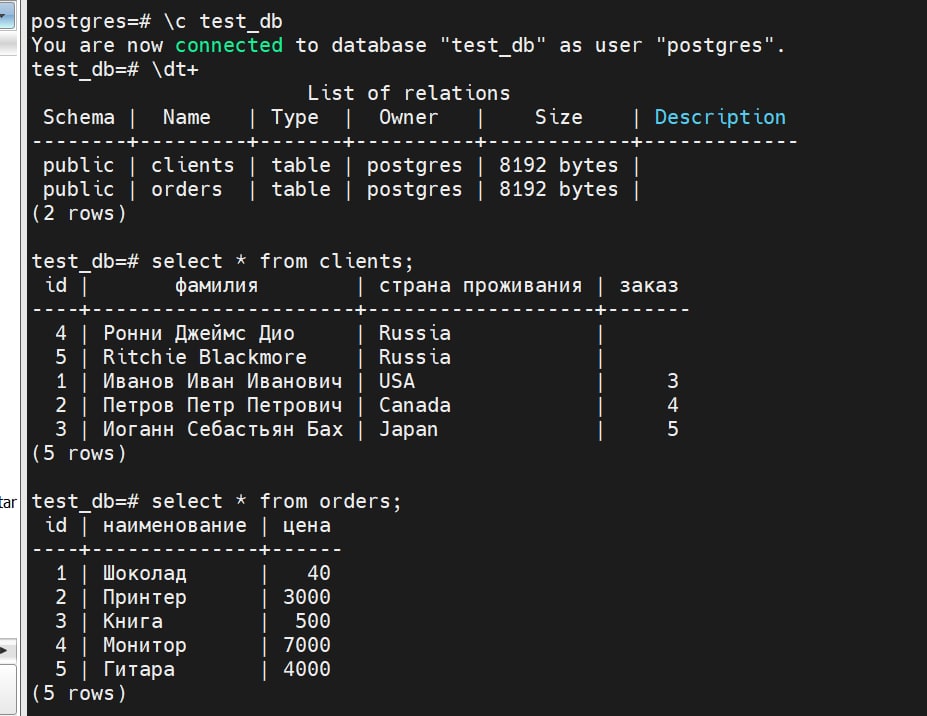 postgres=# \c test_db
You are now connected to database "test_db" as user "postgres".
test_db=# \dt+
                       List of relations
 Schema |  Name   | Type  |  Owner   |    Size    | Description
--------+---------+-------+----------+------------+-------------
 public | clients | table | postgres | 8192 bytes |
 public | orders  | table | postgres | 8192 bytes |
(2 rows)

test_db=# select * from clients;
 id |       фамилия        | страна проживания | заказ
----+----------------------+-------------------+-------
  4 | Ронни Джеймс Дио     | Russia            |
  5 | Ritchie Blackmore    | Russia            |
  1 | Иванов Иван Иванович | USA               |     3
  2 | Петров Петр Петрович | Canada            |     4
  3 | Иоганн Себастьян Бах | Japan             |     5
(5 rows)

tar
test_db=# select * from orders;
 id | наименование | цена
----+--------------+------
  1 | Шоколад      |   40
  2 | Принтер      | 3000
  3 | Книга        |  500
  4 | Монитор      | 7000
  5 | Гитара       | 4000
(5 rows)